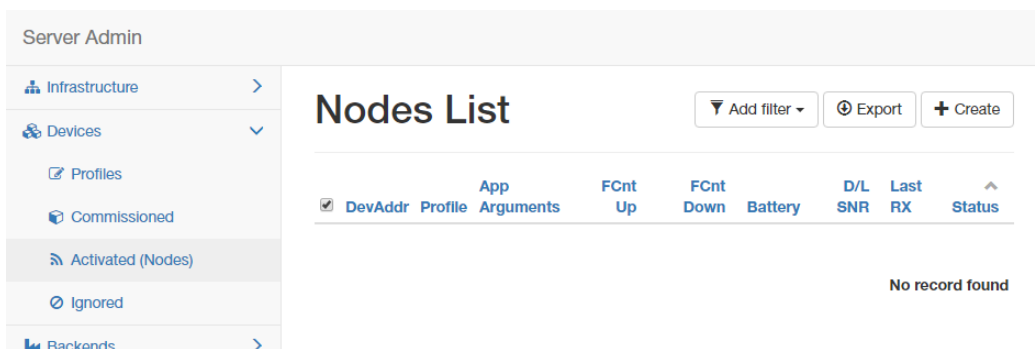 Server Admin
Infrastructure
Devices
Profiles
Commissioned
Activated (Nodes)
Ignored
Backends
Nodes List
Add filter
Export
Create
DevAddr Profile App Arguments FCnt Up FCnt Down Battery D/L SNR Last RX Status
No record found